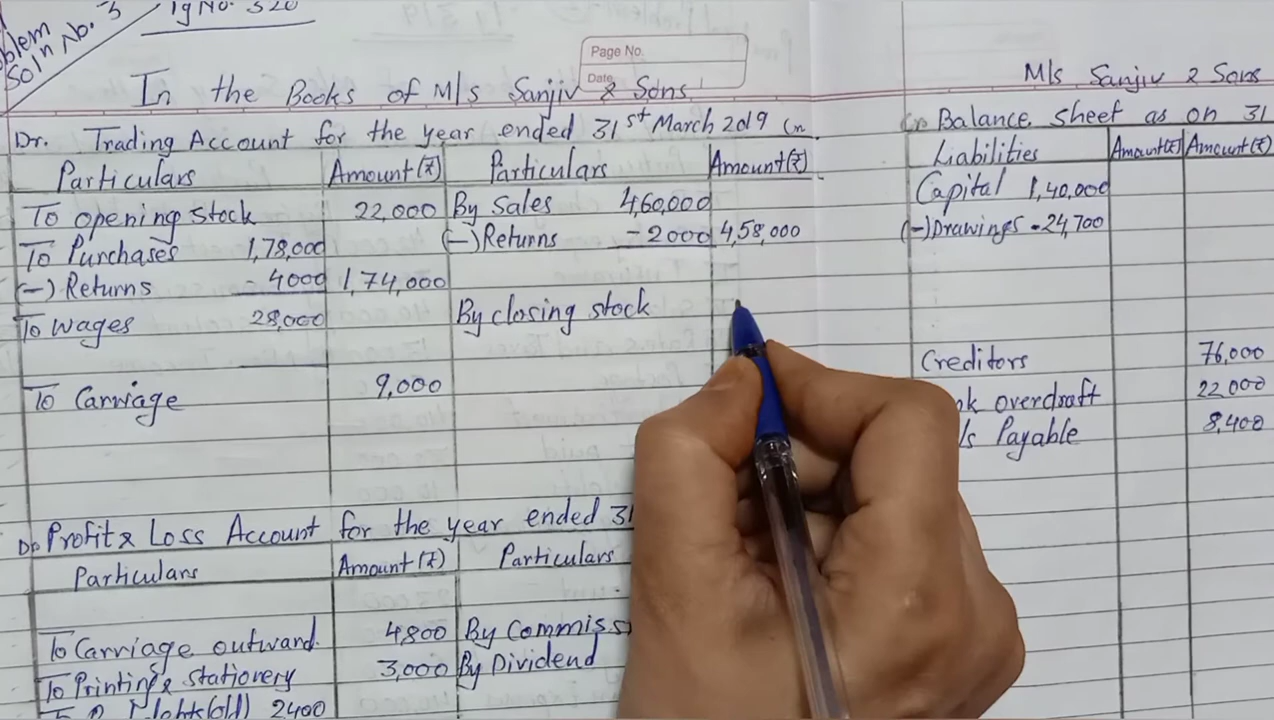 Soln No. 3
Pg No. 320
Page No.
Date
In the Books of M/s Sanjiv & Sons
Dr. Trading Account for the year ended 31st March 2019 Cr.
Particulars Amount (₹) Particulars Amount (₹)
To opening stock 22,000 By Sales 4,60,000
To Purchases 1,78,000 (-) Returns -2000 4,58,000
(-) Returns - 4000 1,74,000
To Wages 28,000 By closing stock
To Carriage 9,000
Dr. Profit & Loss Account for the year ended 31
Particulars Amount (₹) Particulars
To Carriage outward. 4800 By Commiss
To Printing & stationery 3,000 By Dividend
2400
M/s Sanjiv & Sons
Balance sheet as on 31
Liabilities Amount(₹) Amount(₹)
Capital 1,40,000
(-) Drawings -24,700
Creditors 76,000
overdraft 22,000
Payable 8,400